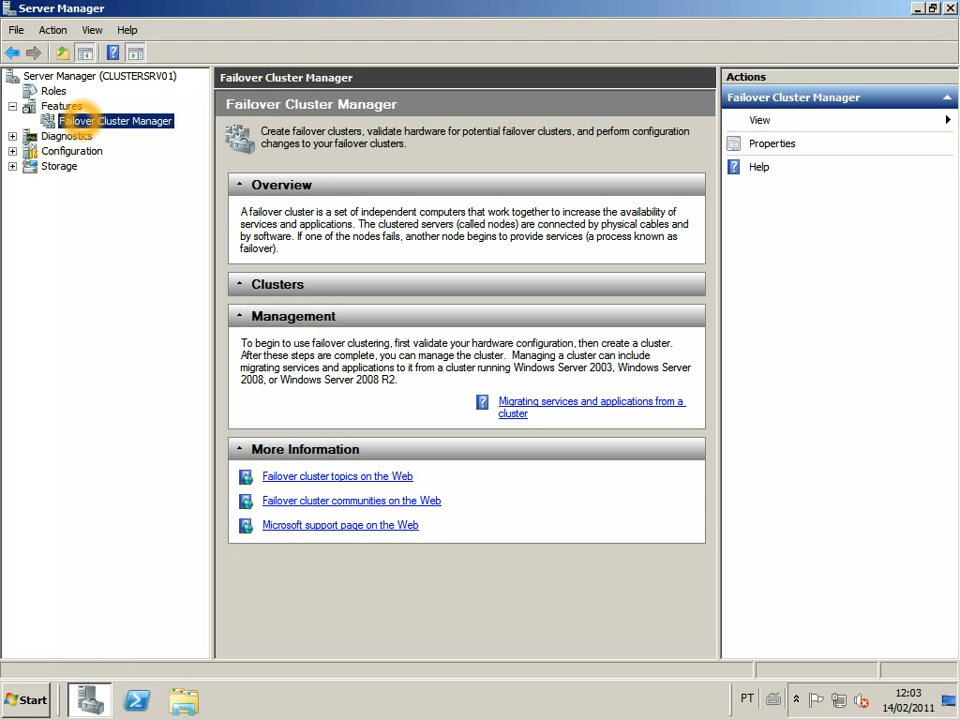 Server Manager
File Action View Help
Server Manager (CLUSTERSRV01)
Roles
Features
Failover Cluster Manager
Diagnostics
Configuration
Storage
Failover Cluster Manager
Failover Cluster Manager
Create failover clusters, validate hardware for potential failover clusters, and perform configuration
changes to your failover clusters.
Overview
A failover cluster is a set of independent computers that work together to increase the availability of
services and applications. The clustered servers (called nodes) are connected by physical cables and
by software. If one of the nodes fails, another node begins to provide services (a process known as
failover).
Clusters
Management
To begin to use failover clustering, first validate your hardware configuration, then create a cluster.
After these steps are complete, you can manage the cluster. Managing a cluster can include
migrating services and applications to it from a cluster running Windows Server 2003, Windows Server
2008, or Windows Server 2008 R2.
Migrating services and applications from a
cluster
More Information
Failover cluster topics on the Web
Failover cluster communities on the Web
Microsoft support page on the Web
Actions
Failover Cluster Manager
View
Properties
Help
Start
PT
12:03
14/02/2011